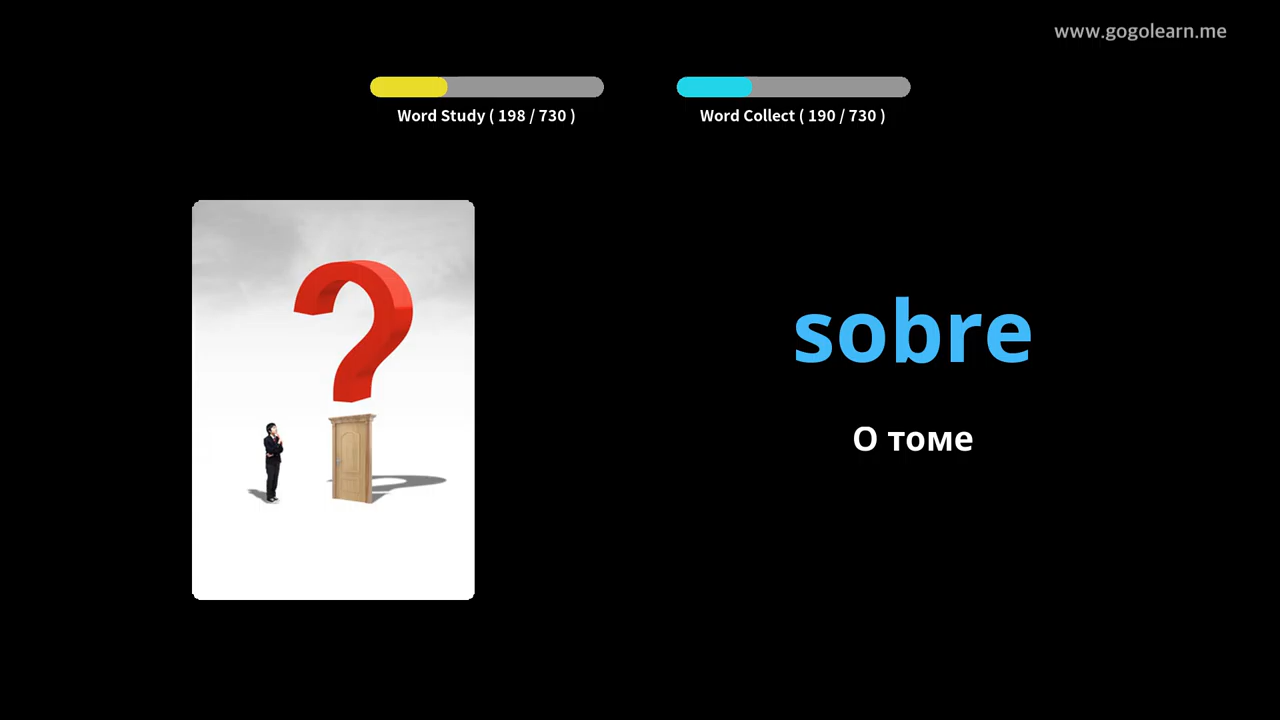 www.gogolearn.me
Word Study ( 198 / 730 )
Word Collect ( 190 / 730 )
sobre
О томе